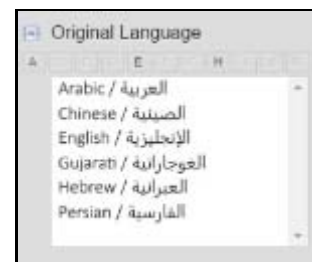 Original Language
A E H
Arabic / العربية
Chinese / الصينية
English / الإنجليزية
Gujarati / الغوجاراتية
Hebrew / العبرانية
Persian / الفارسية